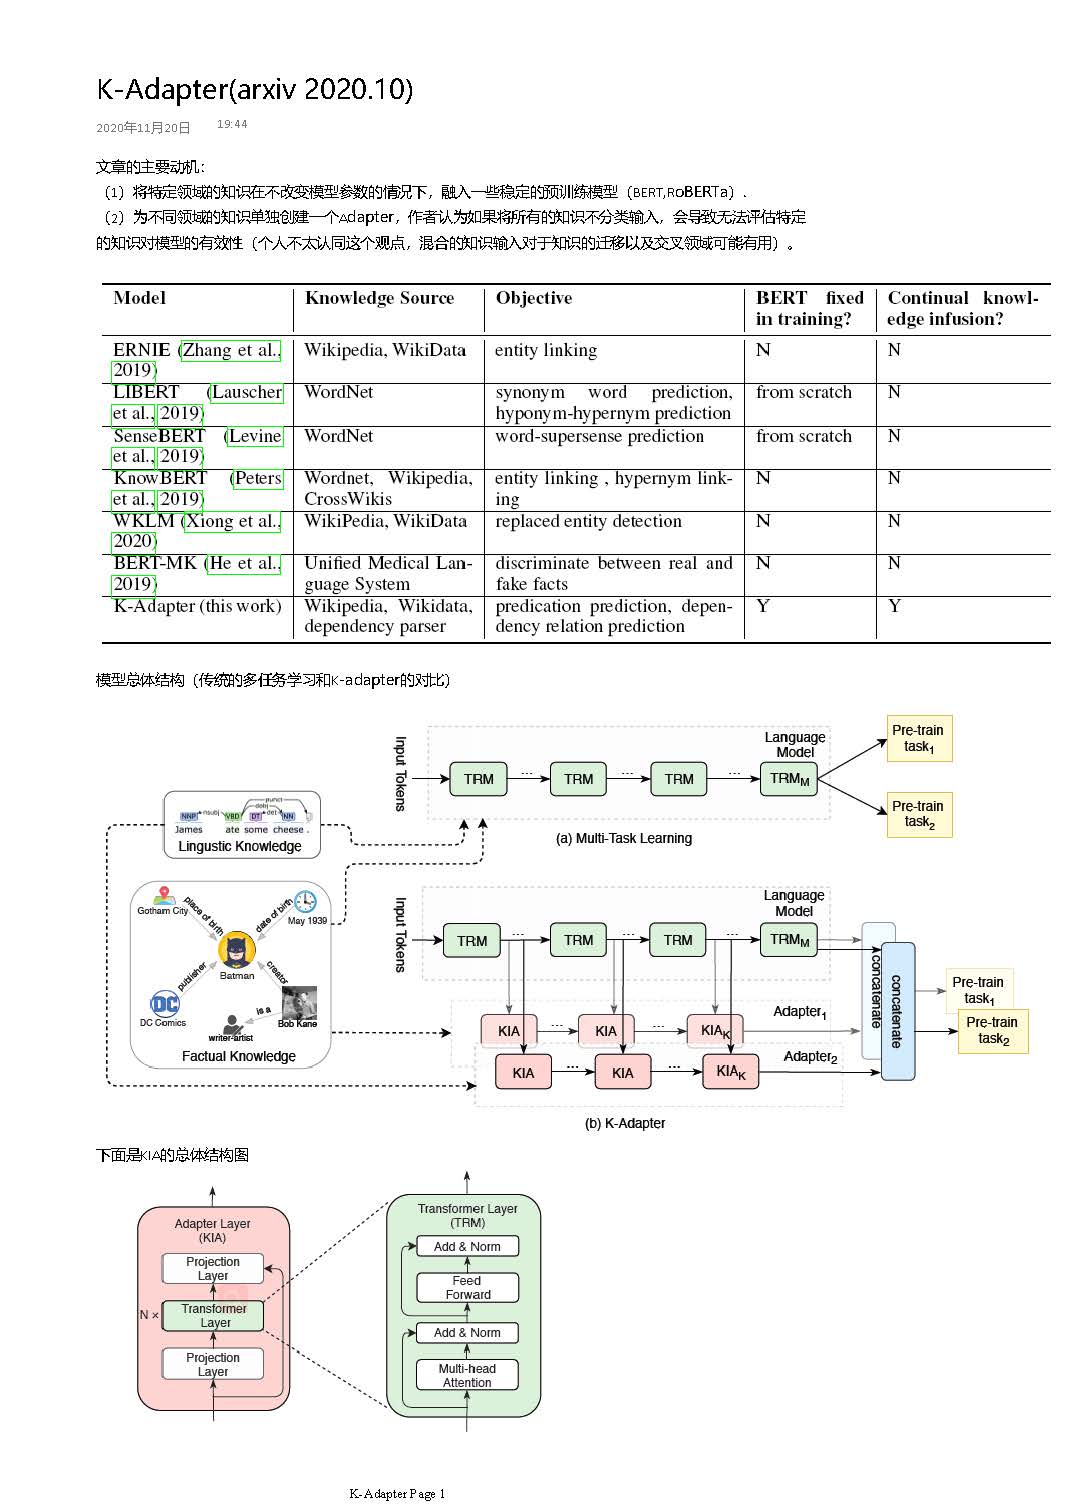 K-Adapter(arxiv 2020.10)
2020年11月20日 19:44
文章的主要动机：
（1）将特定领域的知识在不改变模型参数的情况下，融入一些稳定的预训练模型（BERT,RoBERTa）.
（2）为不同领域的知识单独创建一个Adapter，作者认为如果将所有的知识不分类输入，会导致无法评估特定
的知识对模型的有效性（个人不太认同这个观点，混合的知识输入对于知识的迁移以及交叉领域可能有用）。
Model Knowledge Source Objective BERT fixed Continual knowl-
in training? edge infusion?
ERNIE (Zhang et al., Wikipedia, WikiData entity linking N N
2019)
LIBERT (Lauscher WordNet synonym word prediction, from scratch N
et al., 2019) hyponym-hypernym prediction
SenseBERT (Levine WordNet word-supersense prediction from scratch N
et al., 2019)
KnowBERT (Peters Wordnet, Wikipedia, entity linking , hypernym link- N N
et al., 2019) CrossWikis ing
WKLM (Xiong et al., WikiPedia, WikiData replaced entity detection N N
2020)
BERT-MK (He et al., Unified Medical Lan- discriminate between real and N N
2019) guage System fake facts
K-Adapter (this work) Wikipedia, Wikidata, predication prediction, depen- Y Y
dependency parser dency relation prediction
模型总体结构（传统的多任务学习和K-adapter的对比）
Input Tokens
TRM ... TRM ... TRM ... TRMM
Language
Model
Pre-train
task1
Pre-train
task2
(a) Multi-Task Learning
NNP nsubj VBD dobj punct DT det NN
James ate some cheese .
Lingustic Knowledge
Gotham City
place of birth
date of birth
May 1939
Batman
publisher
creator
DC Comics
is a
writer-artist
Bob Kane
Factual Knowledge
Input Tokens
TRM ... TRM ... TRM ... TRMM
Language
Model
KIA ... KIA ... KIAK
Adapter1
KIA ... KIA ... KIAK
Adapter2
concatenate
concatenate
Pre-train
task1
Pre-train
task2
(b) K-Adapter
下面是KIA的总体结构图
Adapter Layer
(KIA)
Projection
Layer
N ×
Transformer
Layer
Projection
Layer
Transformer Layer
(TRM)
Add & Norm
Feed
Forward
Add & Norm
Multi-head
Attention
K-Adapter Page 1